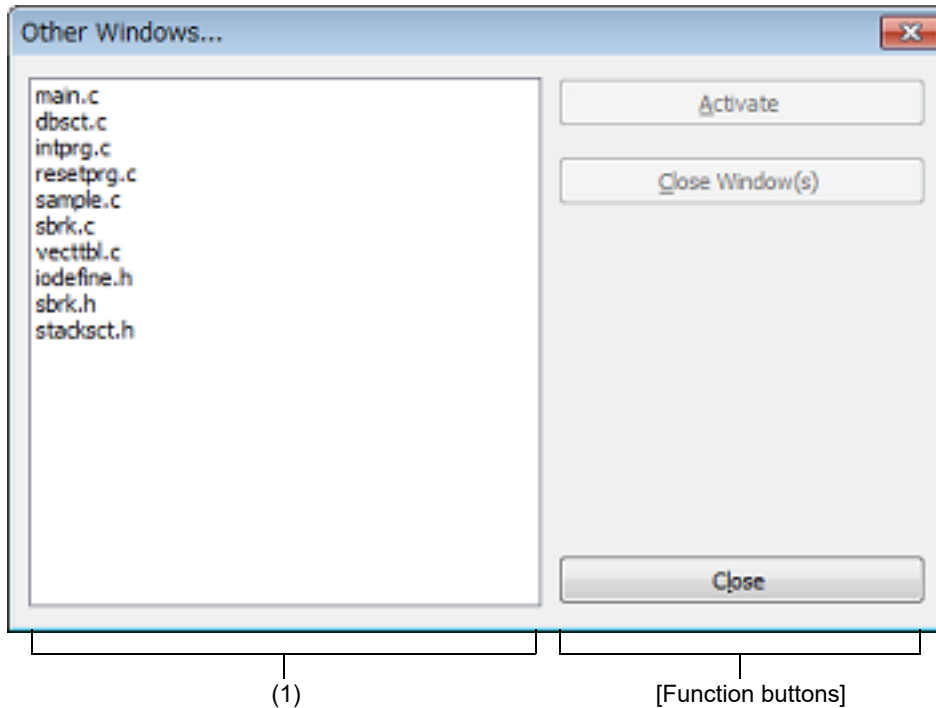 Other Windows...
main.c
dbsct.c
intprg.c
resetprg.c
sample.c
sbrk.c
vecttbl.c
iodefine.h
sbrk.h
stacksct.h
Activate
Close Window(s)
Close
(1)
[Function buttons]